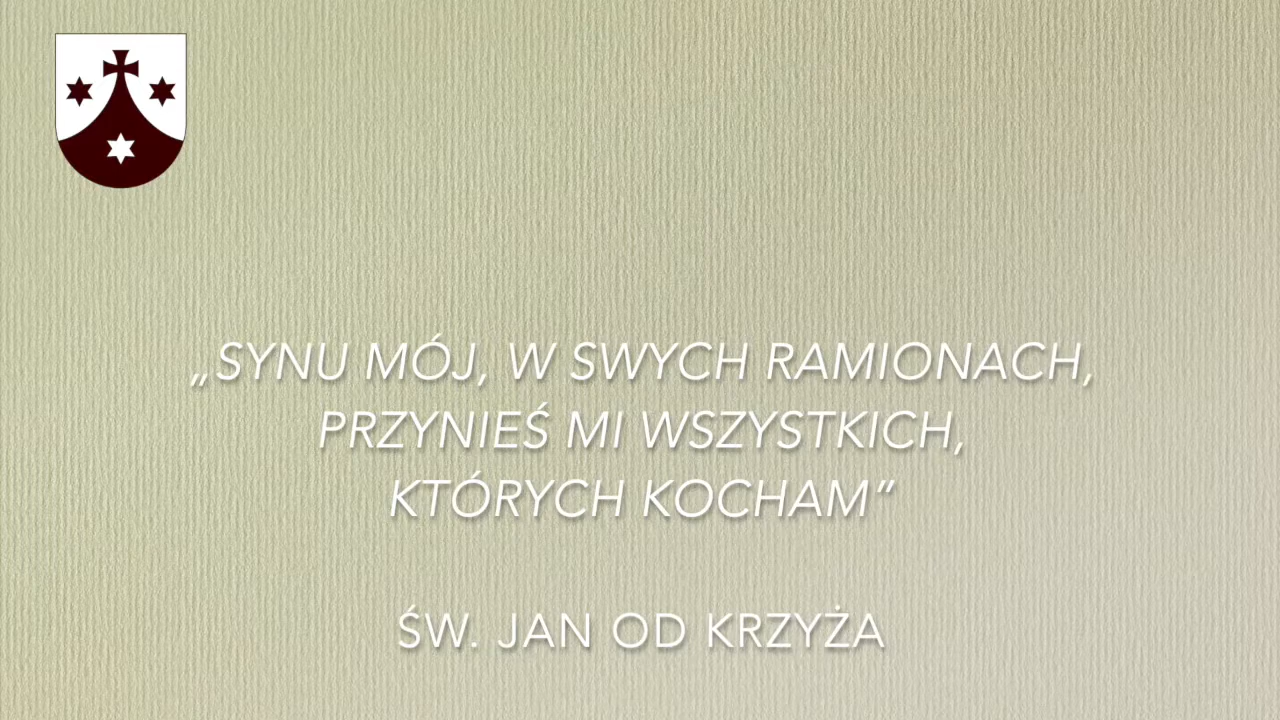 „SYNU MÓJ, W SWYCH RAMIONACH,
PRZYNIEŚ MI WSZYSTKICH,
KTÓRYCH KOCHAM”
ŚW. JAN OD KRZYŻA